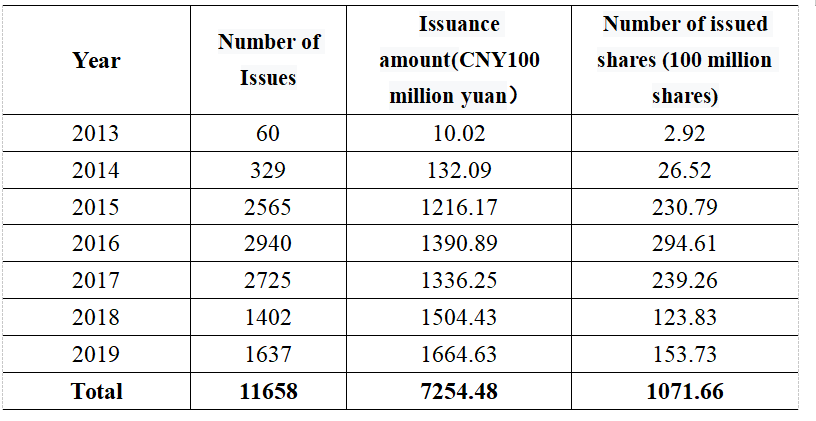 Year Number of Issues Issuance amount(CNY100 million yuan） Number of issued shares (100 million shares)
2013 60 10.02 2.92
2014 329 132.09 26.52
2015 2565 1216.17 230.79
2016 2940 1390.89 294.61
2017 2725 1336.25 239.26
2018 1402 1504.43 123.83
2019 1637 1664.63 153.73
Total 11658 7254.48 1071.66